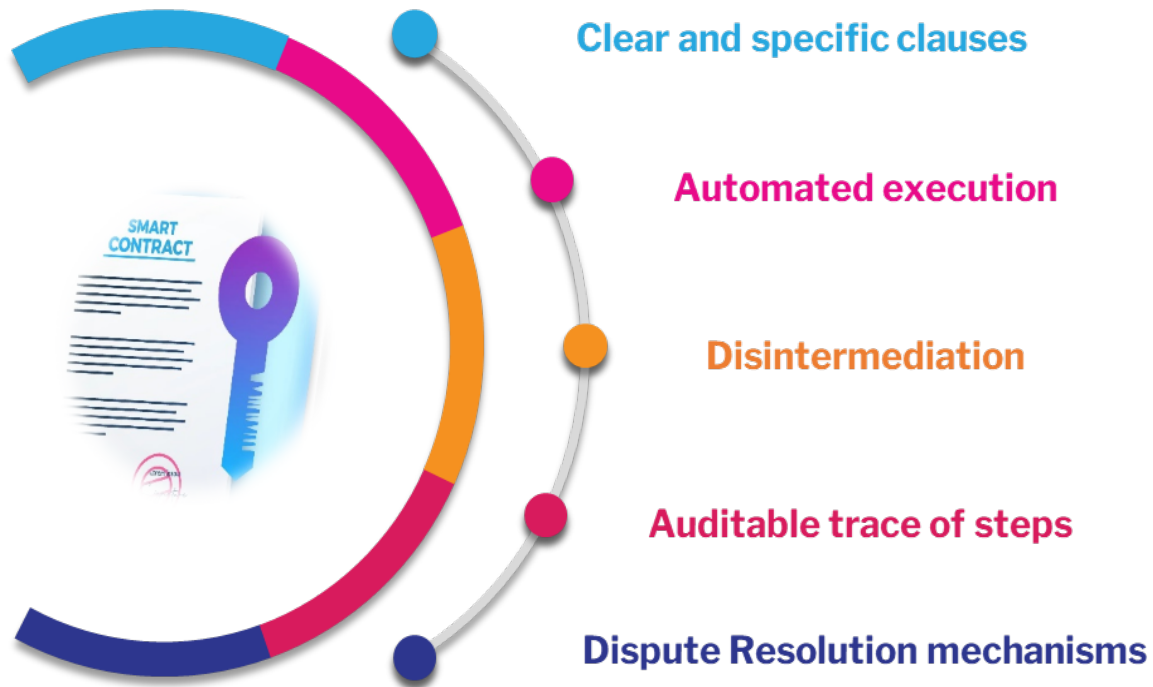 Clear and specific clauses
Automated execution
SMART
CONTRACT
Disintermediation
Auditable trace of steps
Dispute Resolution mechanisms